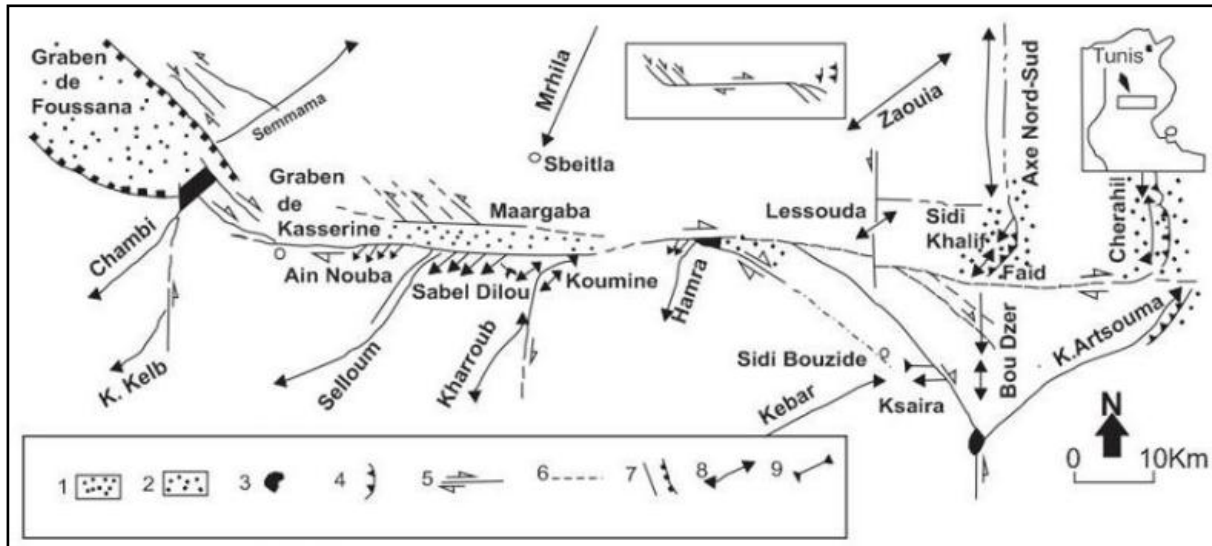 Graben
de
Foussana
Semmama
Mrhila
Sbeitla
Zaouia
Axe Nord-Sud
Tunis
Graben
de
Kasserine
Maargaba
Lessouda
Sidi
Khalif
Cherahil
Chambi
Ain Nouba
Sabel Dilou
Koumine
Hamra
Faid
K. Kelb
Selloum
Kharroub
Sidi Bouzide
Kebar
Ksaira
Bou Dzer
K.Artsouma
N
0 10Km
1 2 3 4 5 6 7 8 9